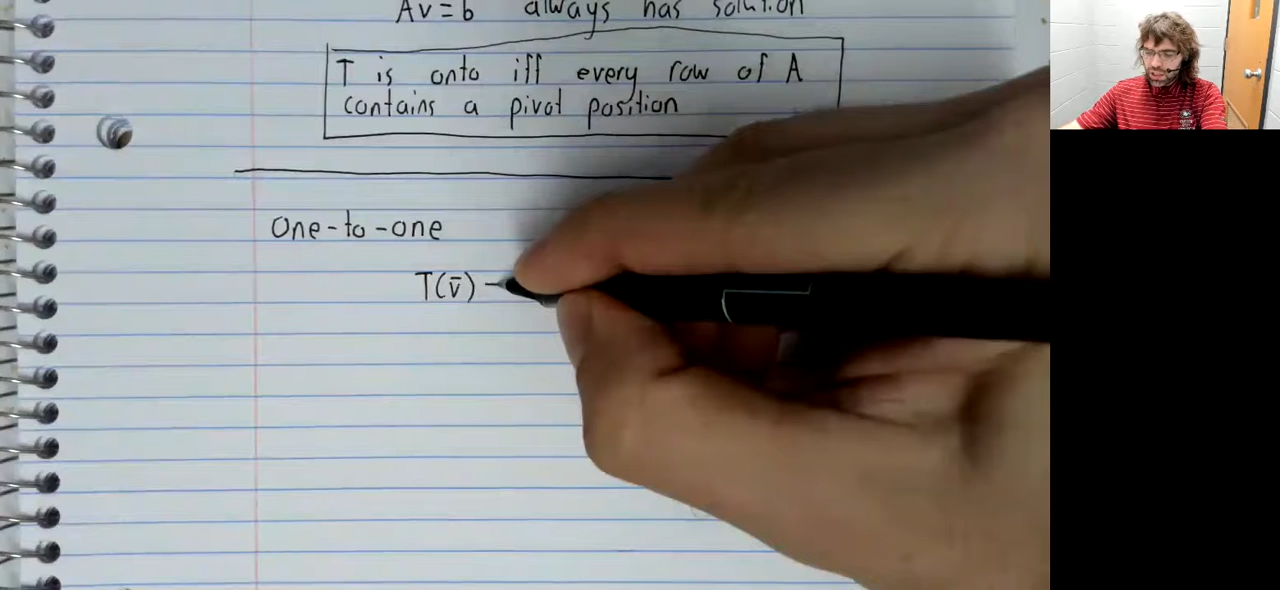 Av = b always has solution
T is onto iff every row of A
contains a pivot position
One-to-one
T(v̄) -